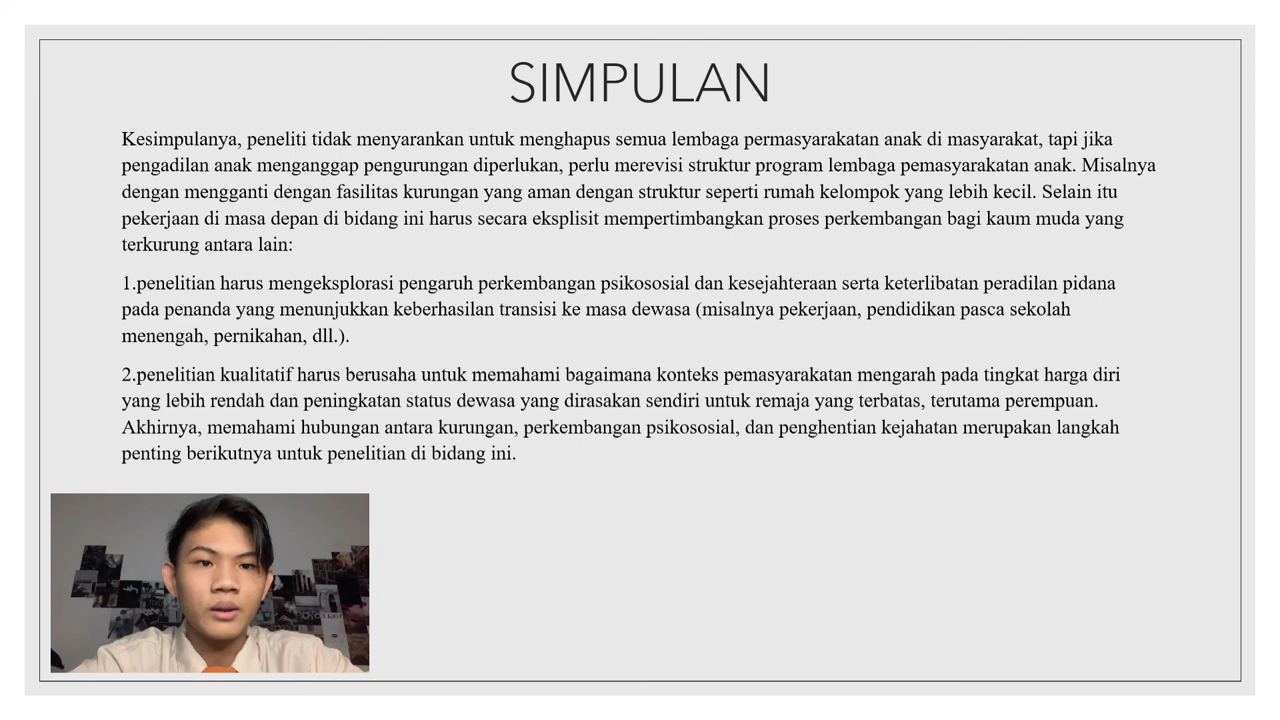 SIMPULAN
Kesimpulanya, peneliti tidak menyarankan untuk menghapus semua lembaga permasyarakatan anak di masyarakat, tapi jika
pengadilan anak menganggap pengurungan diperlukan, perlu merevisi struktur program lembaga pemasyarakatan anak. Misalnya
dengan mengganti dengan fasilitas kurungan yang aman dengan struktur seperti rumah kelompok yang lebih kecil. Selain itu
pekerjaan di masa depan di bidang ini harus secara eksplisit mempertimbangkan proses perkembangan bagi kaum muda yang
terkurung antara lain:
1.penelitian harus mengeksplorasi pengaruh perkembangan psikososial dan kesejahteraan serta keterlibatan peradilan pidana
pada penanda yang menunjukkan keberhasilan transisi ke masa dewasa (misalnya pekerjaan, pendidikan pasca sekolah
menengah, pernikahan, dll.).
2.penelitian kualitatif harus berusaha untuk memahami bagaimana konteks pemasyarakatan mengarah pada tingkat harga diri
yang lebih rendah dan peningkatan status dewasa yang dirasakan sendiri untuk remaja yang terbatas, terutama perempuan.
Akhirnya, memahami hubungan antara kurungan, perkembangan psikososial, dan penghentian kejahatan merupakan langkah
penting berikutnya untuk penelitian di bidang ini.